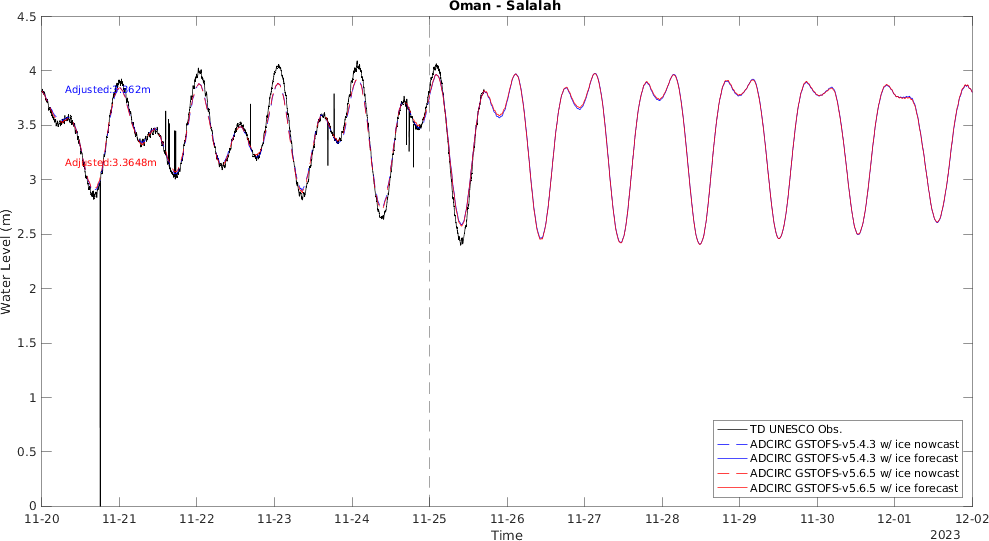 Oman - Salalah
4.5
4
3.5
3
2.5
2
1.5
1
0.5
0
Water Level (m)
Adjusted:3.362m
Adjusted:3.3648m
TD UNESCO Obs.
ADCIRC GSTOFS-v5.4.3 w/ ice nowcast
ADCIRC GSTOFS-v5.4.3 w/ ice forecast
ADCIRC GSTOFS-v5.6.5 w/ ice nowcast
ADCIRC GSTOFS-v5.6.5 w/ ice forecast
11-20 11-21 11-22 11-23 11-24 11-25 11-26 11-27 11-28 11-29 11-30 12-01 12-02
Time
2023